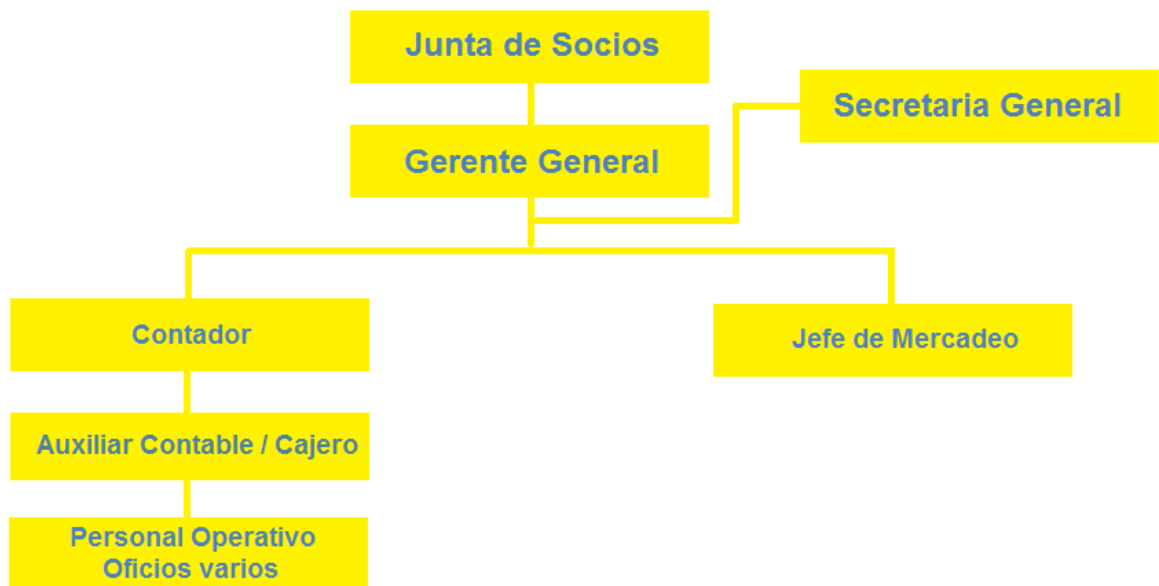 Junta de Socios
Secretaria General
Gerente General
Contador
Jefe de Mercadeo
Auxiliar Contable / Cajero
Personal Operativo
Oficios varios